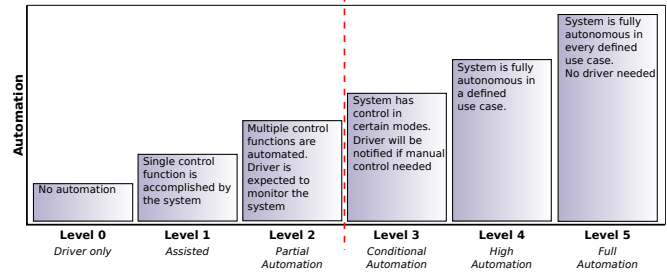 Automation
No automation
Single control
function is
accomplished by
the system
Multiple control
functions are
automated.
Driver is
expected to
monitor the
system
System has
control in
certain modes.
Driver will be
notified if manual
control needed
System is fully
autonomous in
a defined
use case.
System is fully
autonomous in
every defined
use case.
No driver needed
Level 0
Driver only
Level 1
Assisted
Level 2
Partial
Automation
Level 3
Conditional
Automation
Level 4
High
Automation
Level 5
Full
Automation